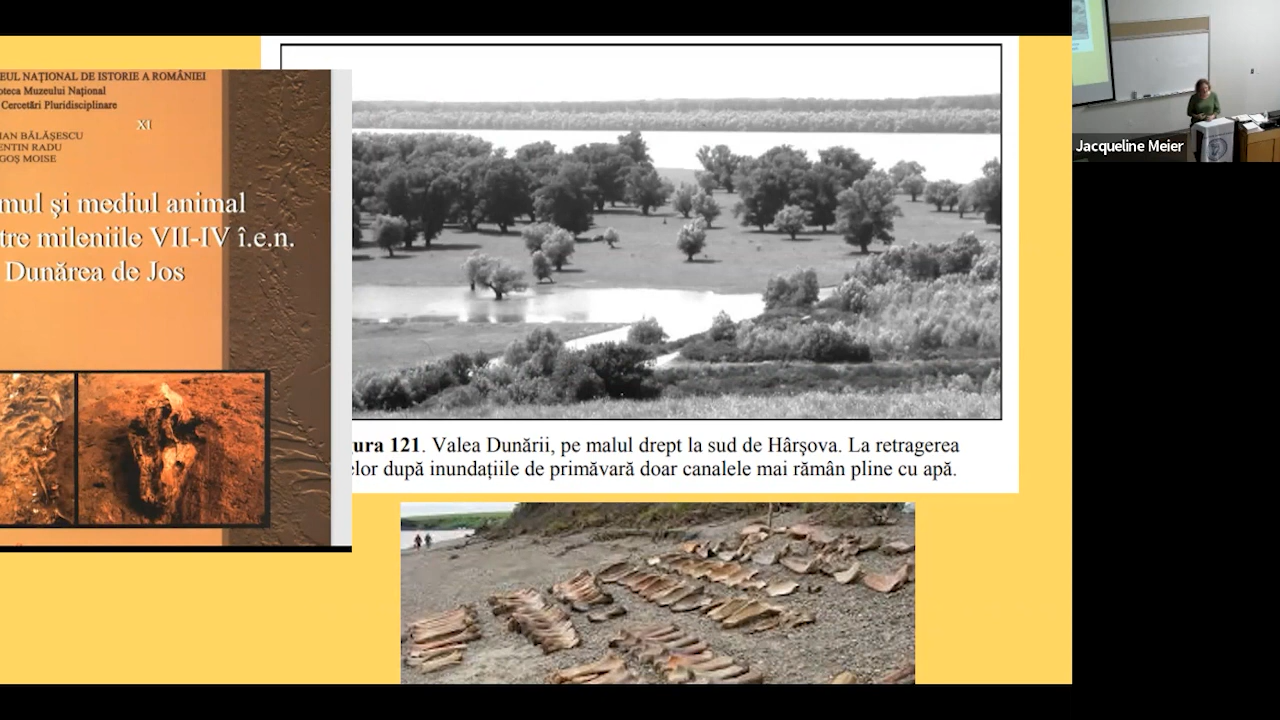 EUL NAŢIONAL DE ISTORIE A ROMÂNIEI
oteca Muzeului Naţional
Cercetări Pluridisciplinare
XI
IAN BĂLĂŞESCU
ENTIN RADU
GOŞ MOISE
mul şi mediul animal
tre mileniile VII-IV î.e.n.
Dunărea de Jos
ura 121. Valea Dunării, pe malul drept la sud de Hârşova. La retragerea
elor după inundaţiile de primăvară doar canalele mai rămân pline cu apă.
Jacqueline Meier